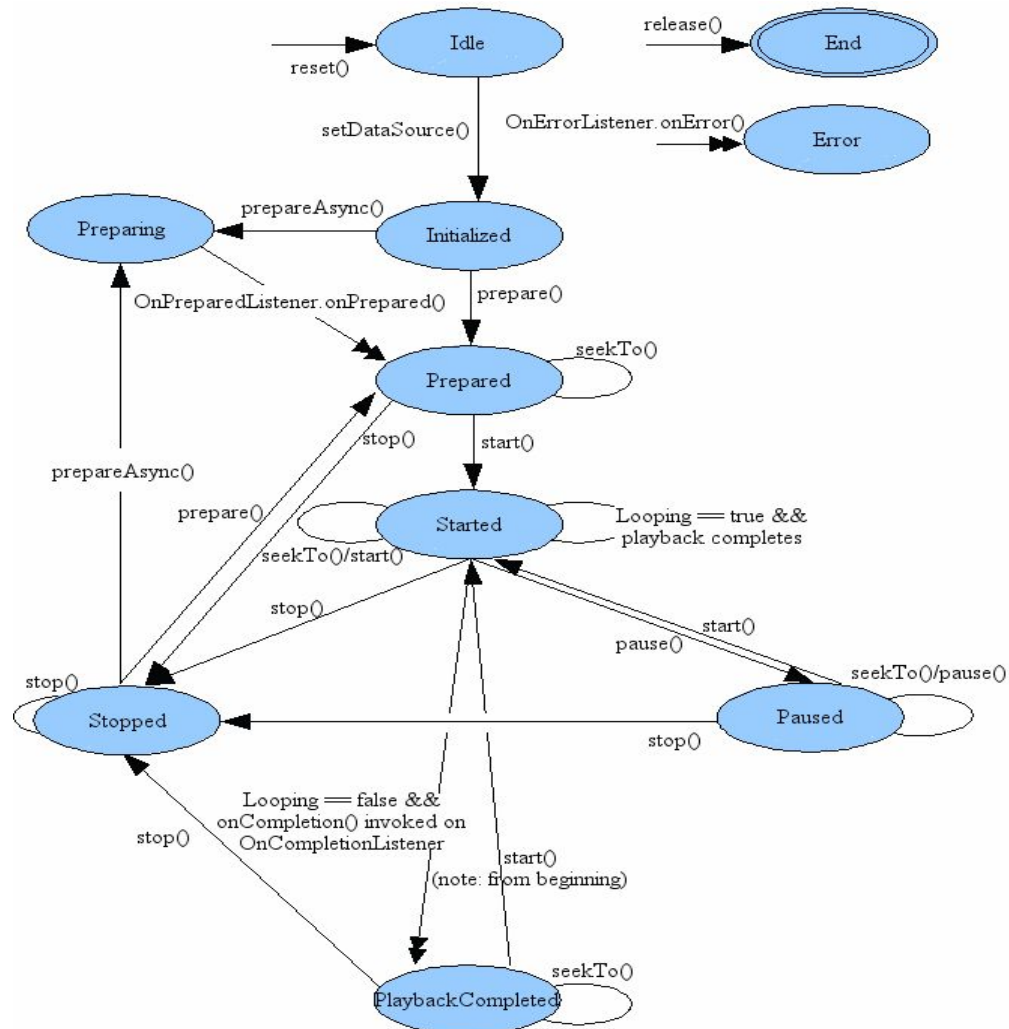 Idle
reset()
release()
End
setDataSource()
OnErrorListener.onError()
Error
prepareAsync()
Preparing
Initialized
OnPreparedListener.onPrepared()
prepare()
seekTo()
Prepared
stop()
start()
prepareAsync()
prepare()
Started
Looping == true &&
playback completes
seekTo()/start()
stop()
start()
pause()
stop()
Stopped
seekTo()/pause()
Paused
stop()
Looping == false &&
onCompletion() invoked on
OnCompletionListener
stop()
start()
(note: from beginning)
seekTo()
PlaybackCompleted